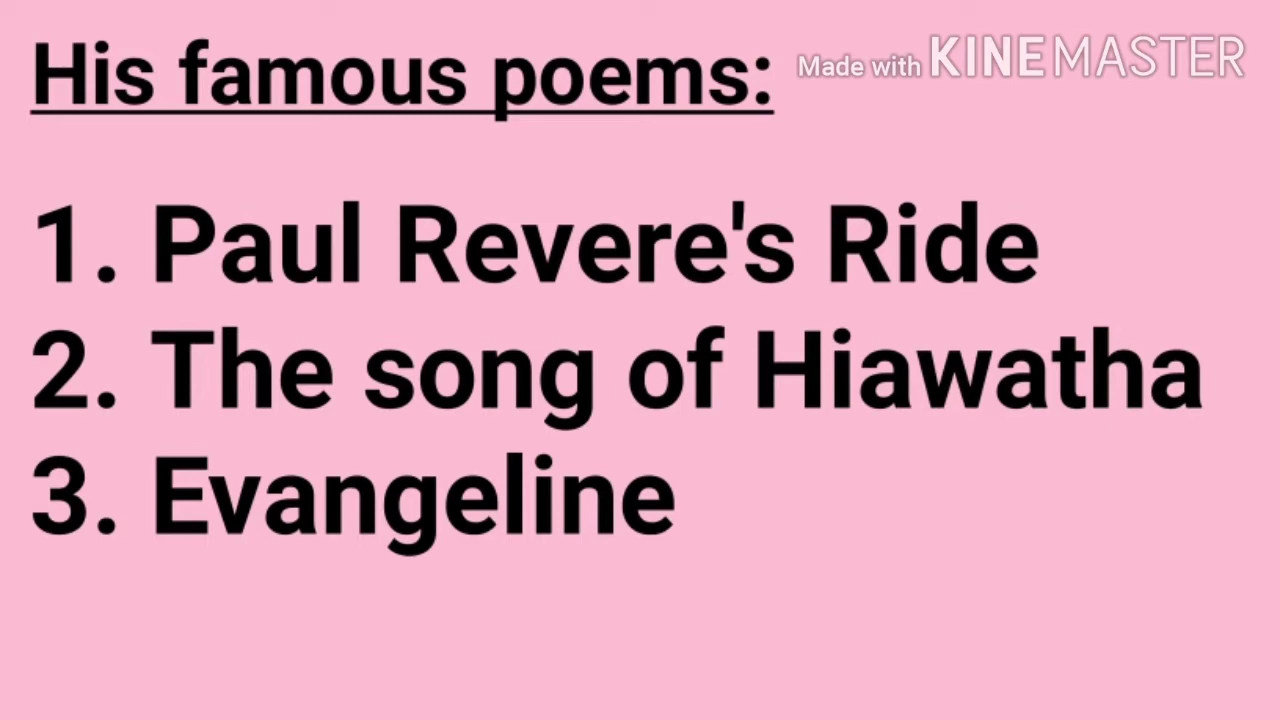 His famous poems:
Made with KINEMASTER
1. Paul Revere's Ride
2. The song of Hiawatha
3. Evangeline